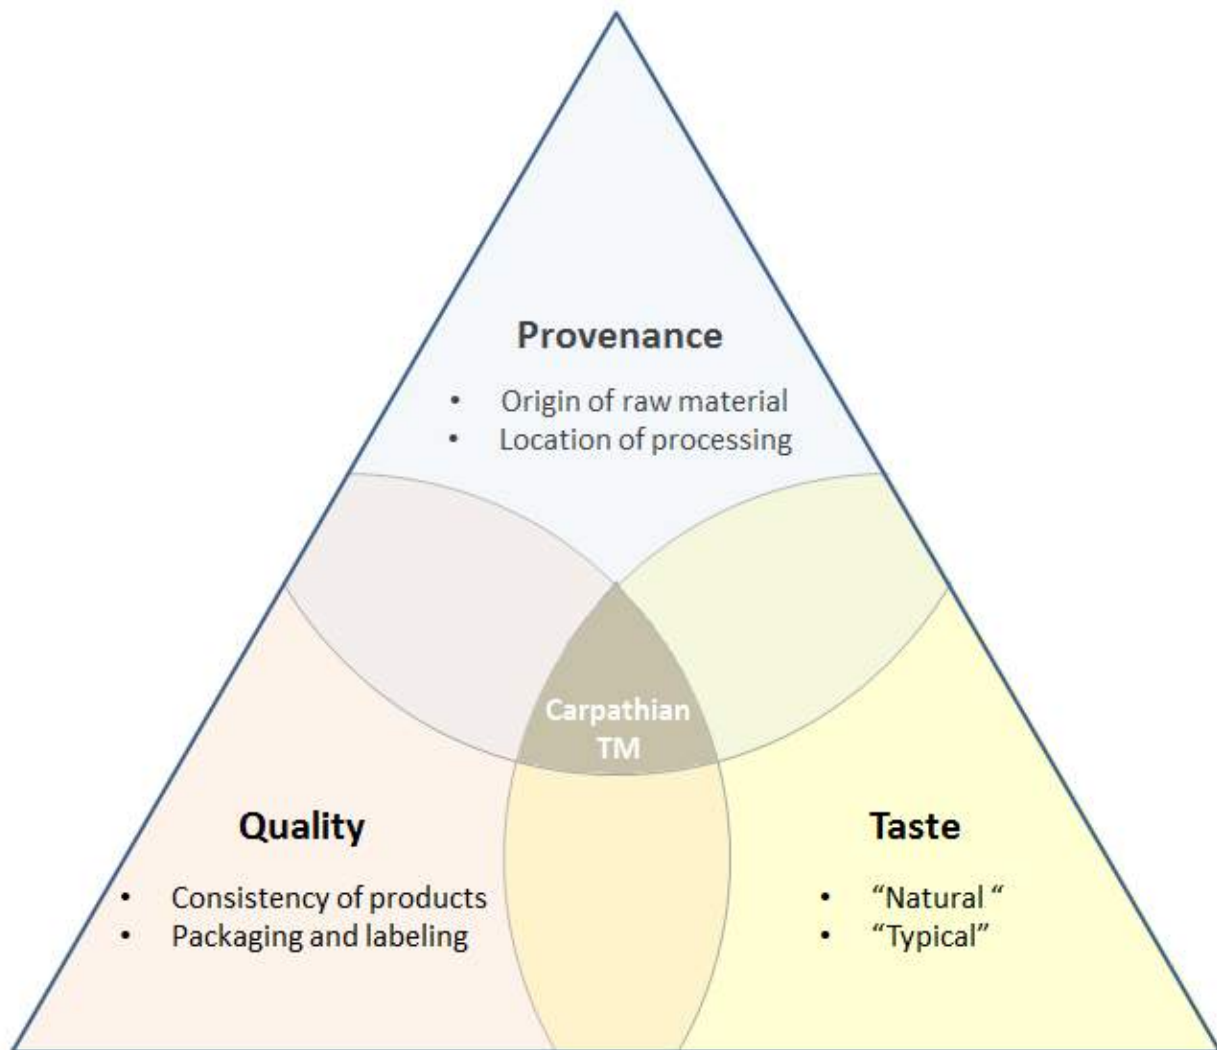 Provenance
• Origin of raw material
• Location of processing
Carpathian
TM
Quality
• Consistency of products
• Packaging and labeling
Taste
• “Natural “
• “Typical”